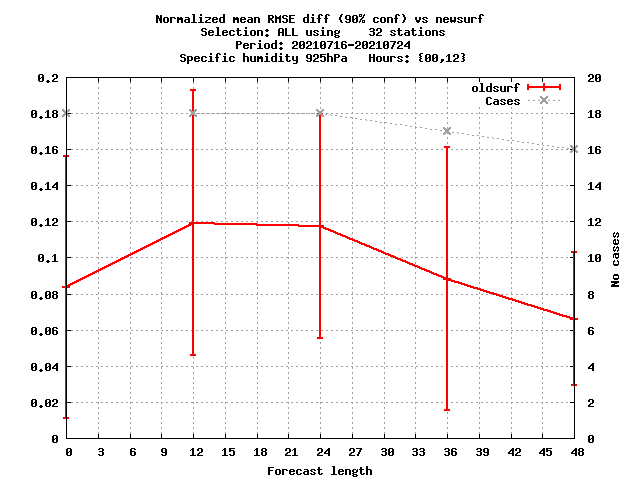 Normalized mean RMSE diff (90% conf) vs newsurf
Selection: ALL using    32 stations
Period: 20210716-20210724
Specific humidity 925hPa   Hours: {00,12}
0.2
0.18
0.16
0.14
0.12
0.1
0.08
0.06
0.04
0.02
0
oldsurf
Cases
20
18
16
14
12
10
8
6
4
2
0
No cases
0 3 6 9 12 15 18 21 24 27 30 33 36 39 42 45 48
Forecast length